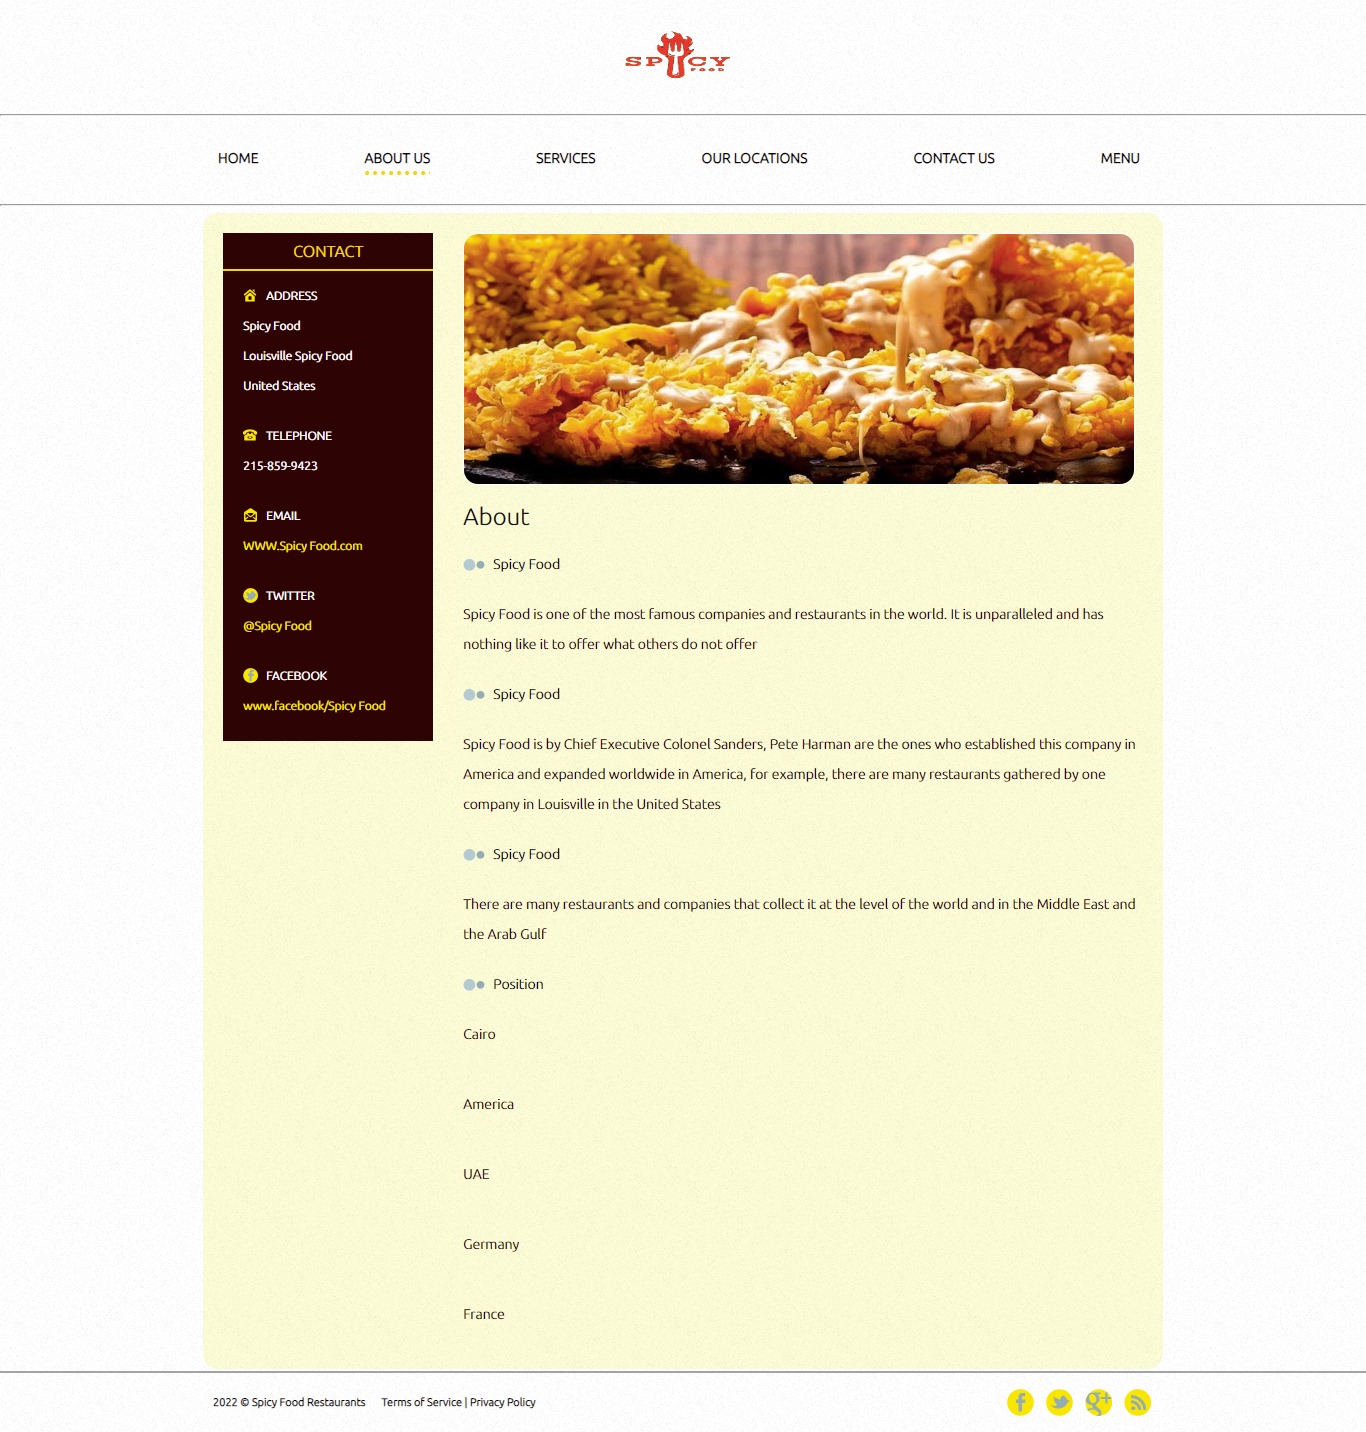 SPICY
FOOD
HOME ABOUT US SERVICES OUR LOCATIONS CONTACT US MENU
CONTACT
ADDRESS
Spicy Food
Louisville Spicy Food
United States
TELEPHONE
215-859-9423
EMAIL
WWW.Spicy Food.com
TWITTER
@Spicy Food
FACEBOOK
www.facebook/Spicy Food
About
Spicy Food
Spicy Food is one of the most famous companies and restaurants in the world. It is unparalleled and has
nothing like it to offer what others do not offer
Spicy Food
Spicy Food is by Chief Executive Colonel Sanders, Pete Harman are the ones who established this company in
America and expanded worldwide in America, for example, there are many restaurants gathered by one
company in Louisville in the United States
Spicy Food
There are many restaurants and companies that collect it at the level of the world and in the Middle East and
the Arab Gulf
Position
Cairo
America
UAE
Germany
France
2022 © Spicy Food Restaurants Terms of Service | Privacy Policy